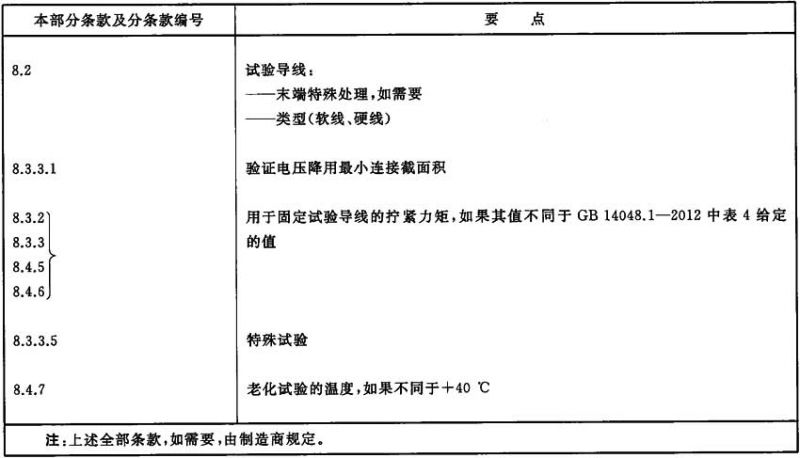 本部分条款及分条款编号 要 点
8.2 试验导线：
——末端特殊处理，如需要
——类型（软线、硬线）
8.3.3.1 验证电压降用最小连接截面积
8.3.2 用于固定试验导线的拧紧力矩，如果其值不同于 GB 14048.1—2012 中表 4 给定
8.3.3 的值
8.4.5
8.4.6
8.3.3.5 特殊试验
8.4.7 老化试验的温度，如果不同于＋40 ℃
注：上述全部条款，如需要，由制造商规定。